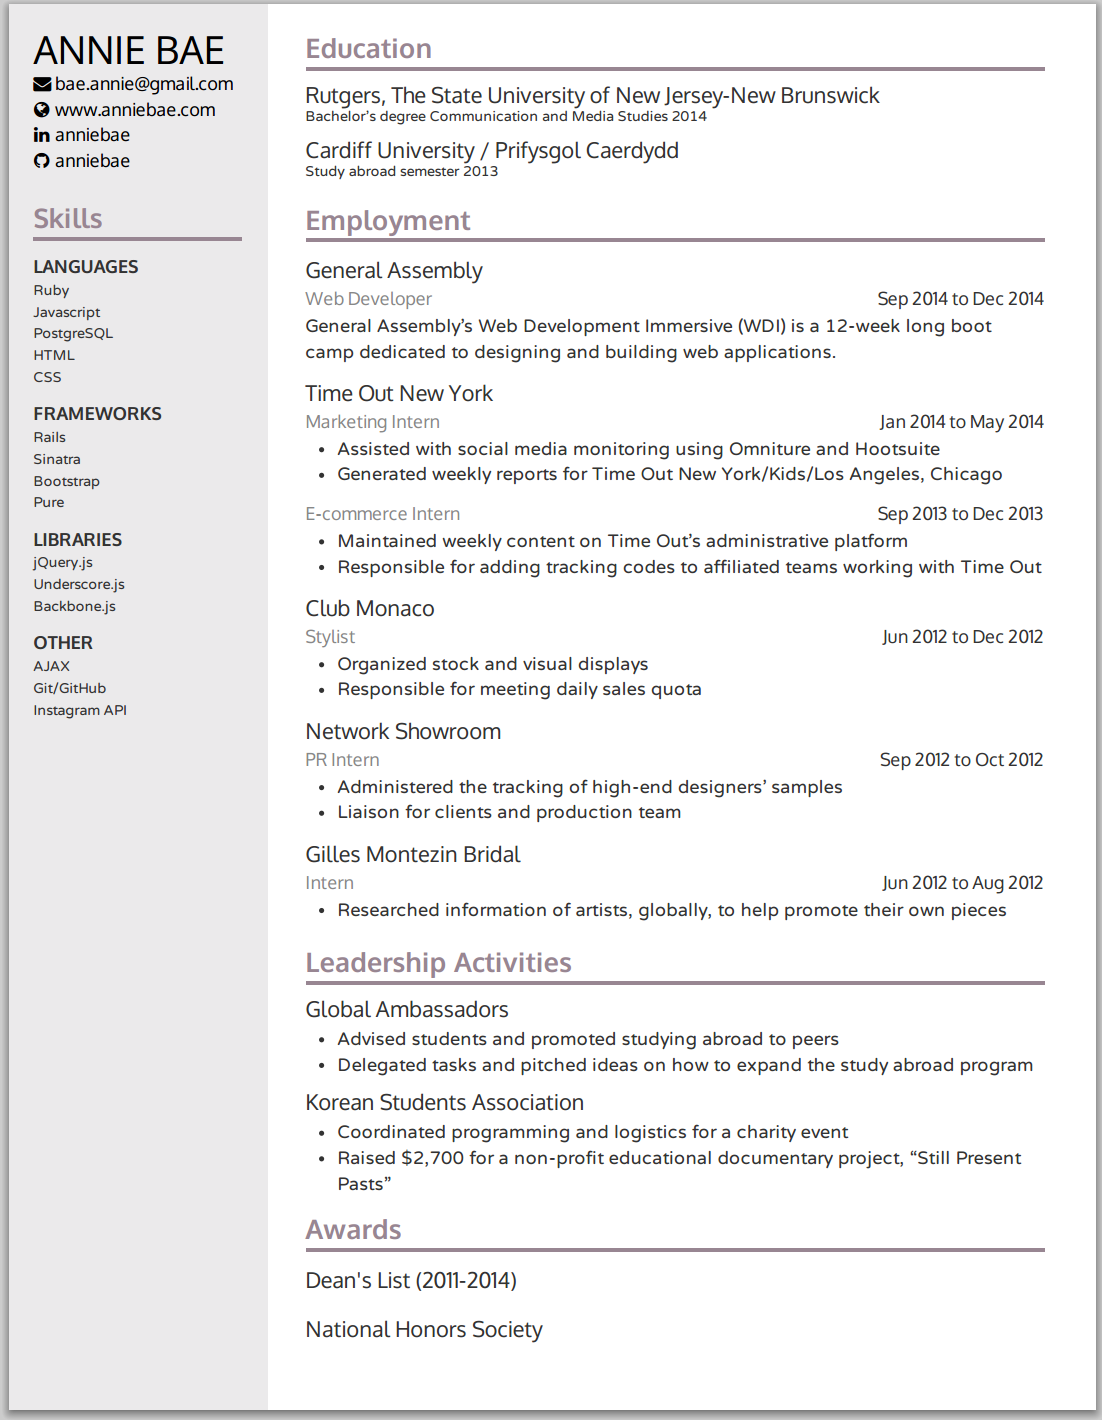 ANNIE BAE
bae.annie@gmail.com
www.anniebae.com
anniebae
anniebae
Skills
LANGUAGES
Ruby
Javascript
PostgreSQL
HTML
CSS
FRAMEWORKS
Rails
Sinatra
Bootstrap
Pure
LIBRARIES
jQuery.js
Underscore.js
Backbone.js
OTHER
AJAX
Git/GitHub
Instagram API
Education
Rutgers, The State University of New Jersey-New Brunswick
Bachelor's degree Communication and Media Studies 2014
Cardiff University / Prifysgol Caerdydd
Study abroad semester 2013
Employment
General Assembly
Web Developer Sep 2014 to Dec 2014
General Assembly’s Web Development Immersive (WDI) is a 12-week long boot
camp dedicated to designing and building web applications.
Time Out New York
Marketing Intern Jan 2014 to May 2014
• Assisted with social media monitoring using Omniture and Hootsuite
• Generated weekly reports for Time Out New York/Kids/Los Angeles, Chicago
E-commerce Intern Sep 2013 to Dec 2013
• Maintained weekly content on Time Out’s administrative platform
• Responsible for adding tracking codes to affiliated teams working with Time Out
Club Monaco
Stylist Jun 2012 to Dec 2012
• Organized stock and visual displays
• Responsible for meeting daily sales quota
Network Showroom
PR Intern Sep 2012 to Oct 2012
• Administered the tracking of high-end designers’ samples
• Liaison for clients and production team
Gilles Montezin Bridal
Intern Jun 2012 to Aug 2012
• Researched information of artists, globally, to help promote their own pieces
Leadership Activities
Global Ambassadors
• Advised students and promoted studying abroad to peers
• Delegated tasks and pitched ideas on how to expand the study abroad program
Korean Students Association
• Coordinated programming and logistics for a charity event
• Raised $2,700 for a non-profit educational documentary project, “Still Present
Pasts”
Awards
Dean's List (2011-2014)
National Honors Society